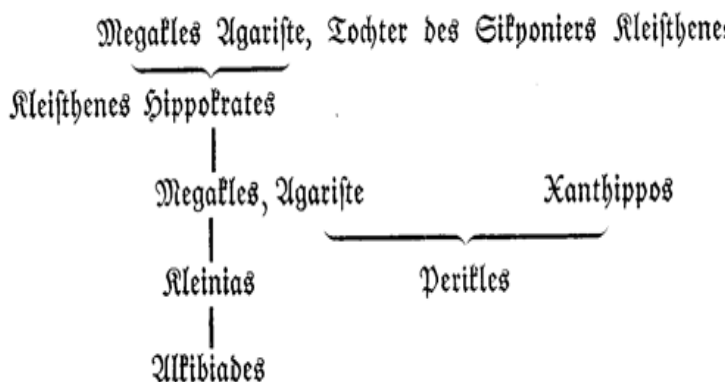 Megakles Agariste, Tochter des Sikyoniers Kleisthenes
Kleisthenes Hippokrates
Megakles, Agariste Xanthippos
Kleinias Perikles
Alkibiades